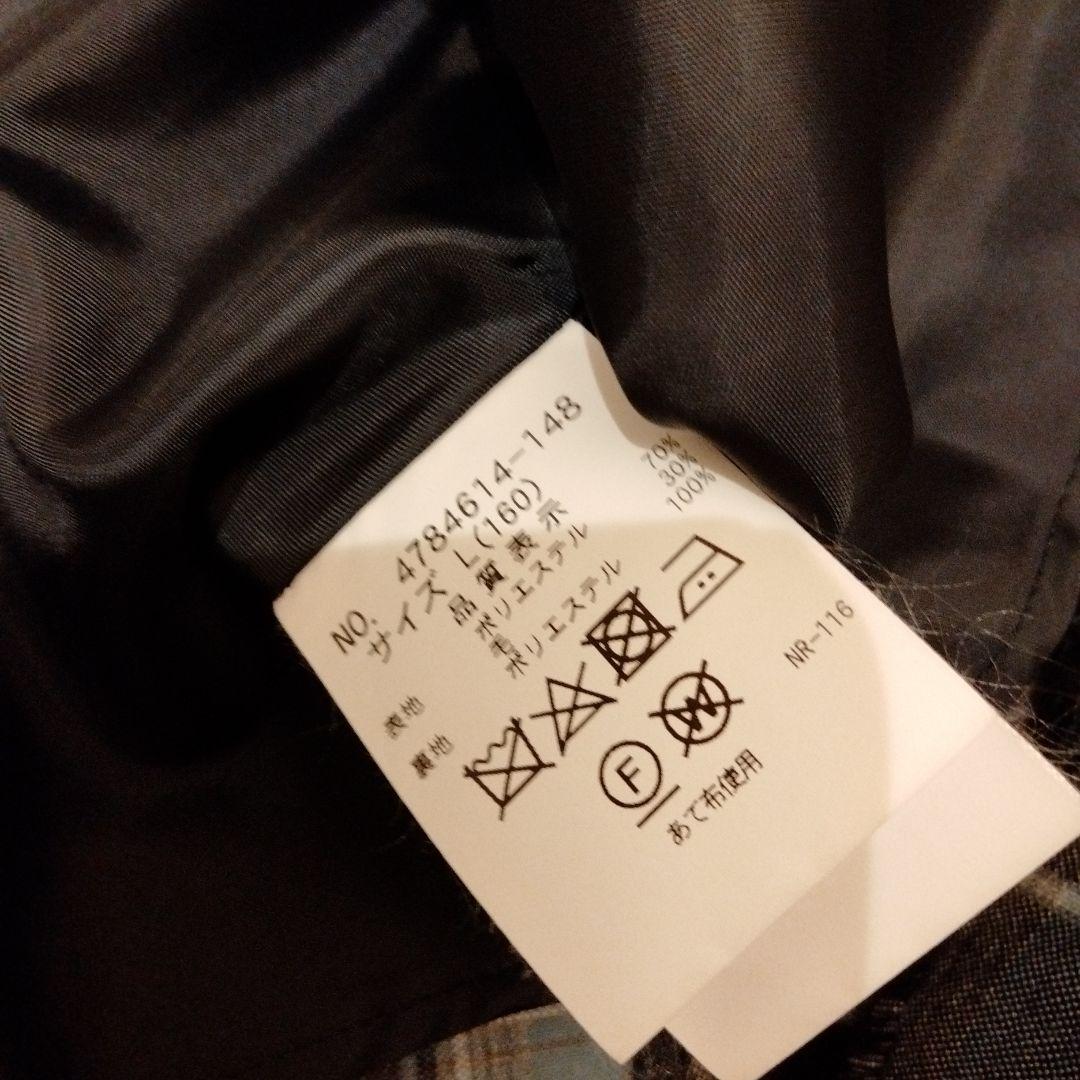 NO. 4784614-148
サイズ L(160)
品質表示
表地 ポリエステル 70%
毛 30%
裏地 ポリエステル 100%
F
W
あて布使用
NR-116